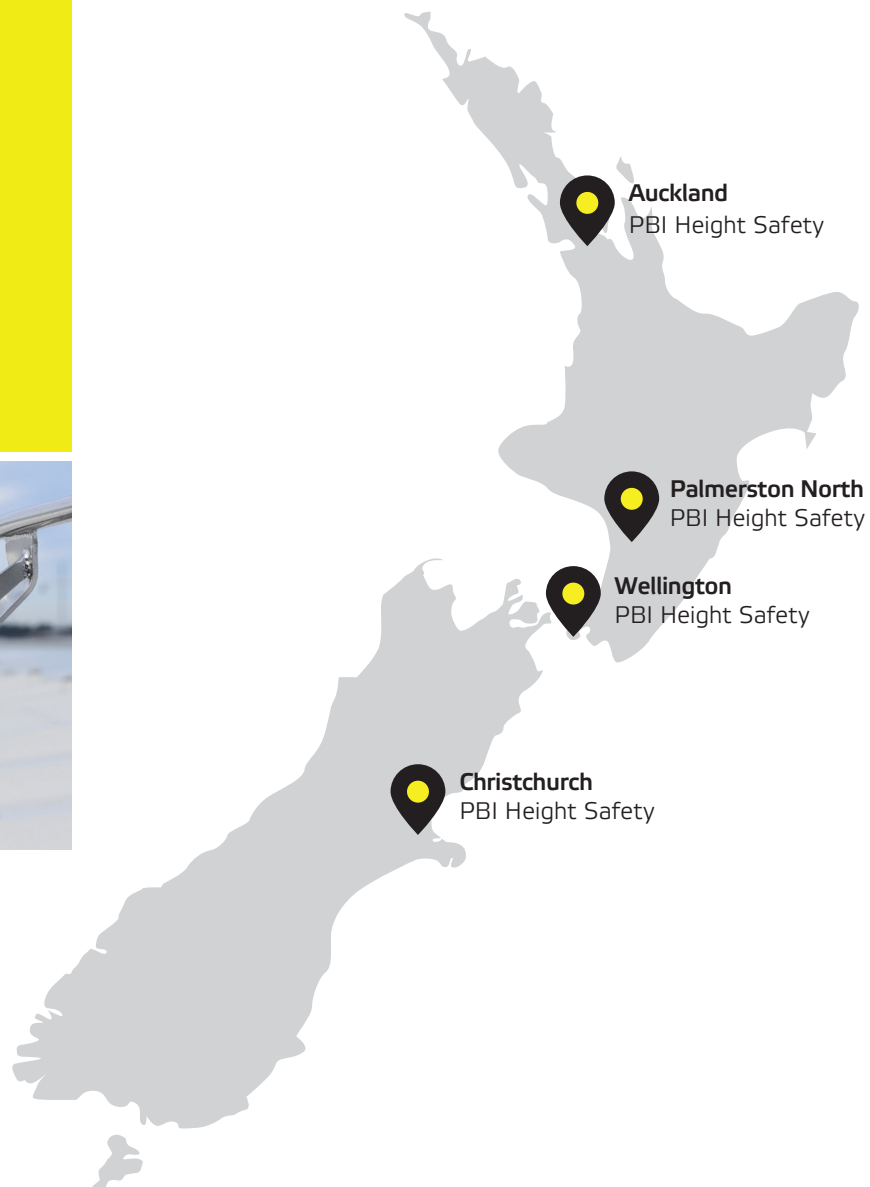 Auckland
PBI Height Safety
Palmerston North
PBI Height Safety
Wellington
PBI Height Safety
Christchurch
PBI Height Safety